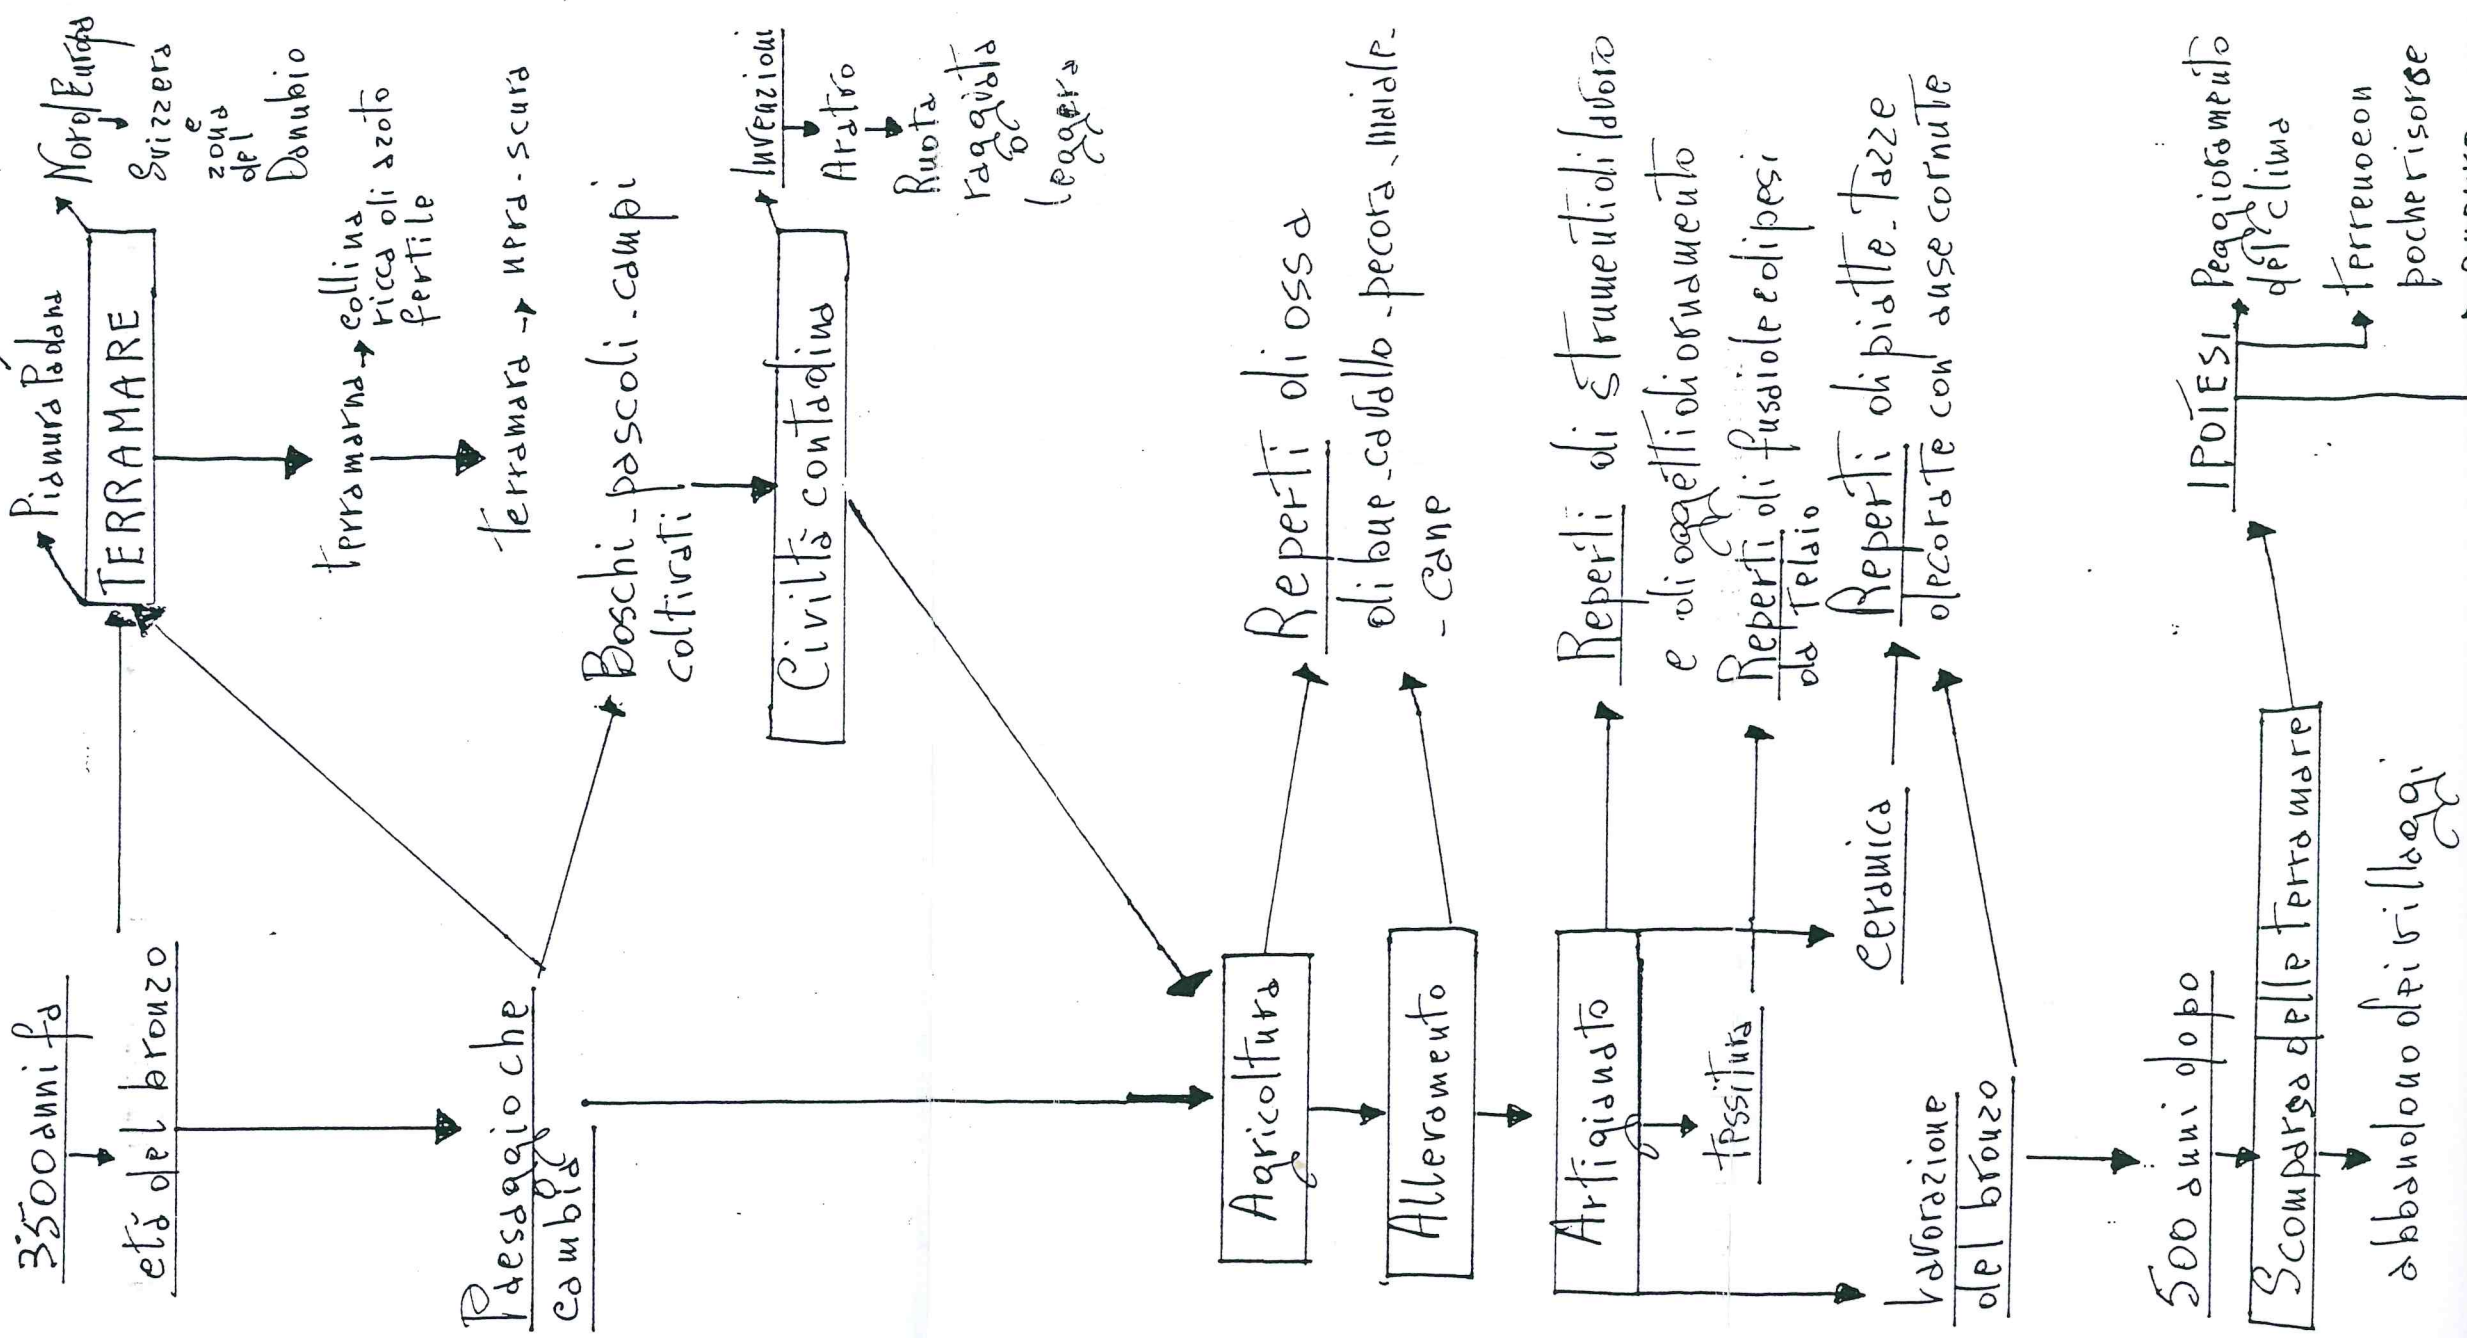 3500 anni fa
età del bronzo
Pianura Padana
TERRAMARE
Nord/Europa
Svizzera
e
zona
del
Danubio
terramarna → collina
ricca di azoto
fertile
terramara → nera-scura
Paesaggio che
cambia
Boschi-pascoli-campi
coltivati
Civiltà contadina
Invenzioni
Aratro
Ruota
raggiata
leggera
Agricoltura
Reperti di ossa
di bue-cavallo-pecora-maiale-
-cane
Allevamento
Artigianato
Reperti di strumenti di lavoro
e di oggetti di ornamento
tessitura
Reperti di fusaiole e di pesi
da telaio
Ceramica
Reperti di piatte-tazze
decorate con anse cornute
Lavorazione
del bronzo
500 anni dopo
Scomparsa delle terramare
abbandono dei villaggi
IPOTESI
Peggioramento
del clima
terreno con
poche risorse